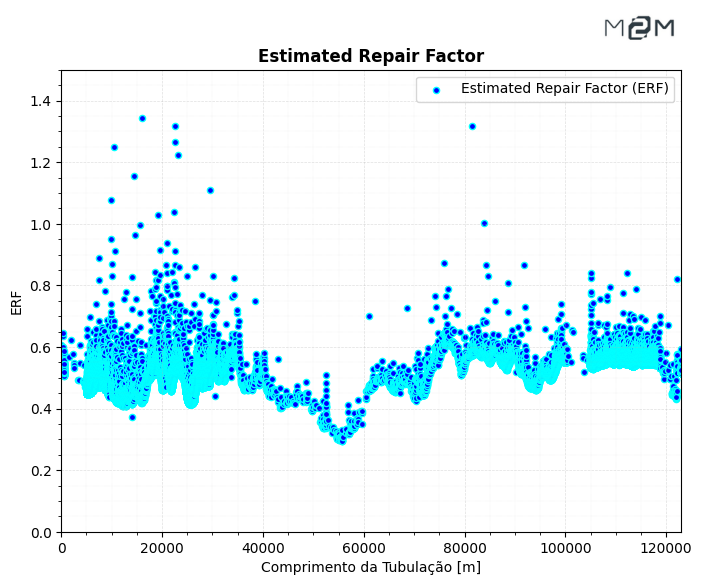 M2M
Estimated Repair Factor
Estimated Repair Factor (ERF)
1.4
1.2
1.0
0.8
0.6
0.4
0.2
0.0
ERF
0 20000 40000 60000 80000 100000 120000
Comprimento da Tubulação [m]